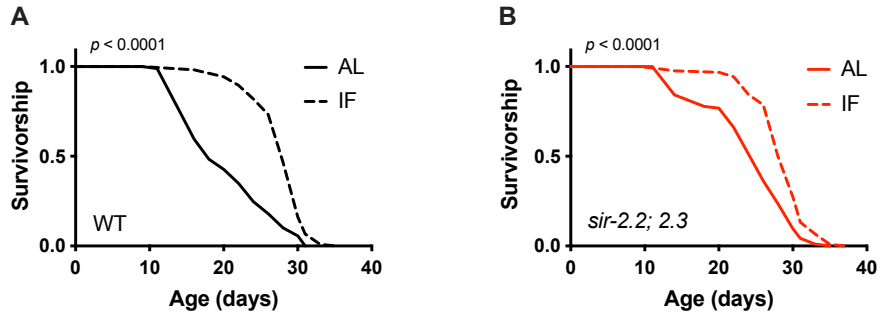 A
p < 0.0001
1.0
0.5
0.0
Survivorship
AL
IF
WT
0 10 20 30 40
Age (days)
B
p < 0.0001
1.0
0.5
0.0
Survivorship
AL
IF
sir-2.2; 2.3
0 10 20 30 40
Age (days)